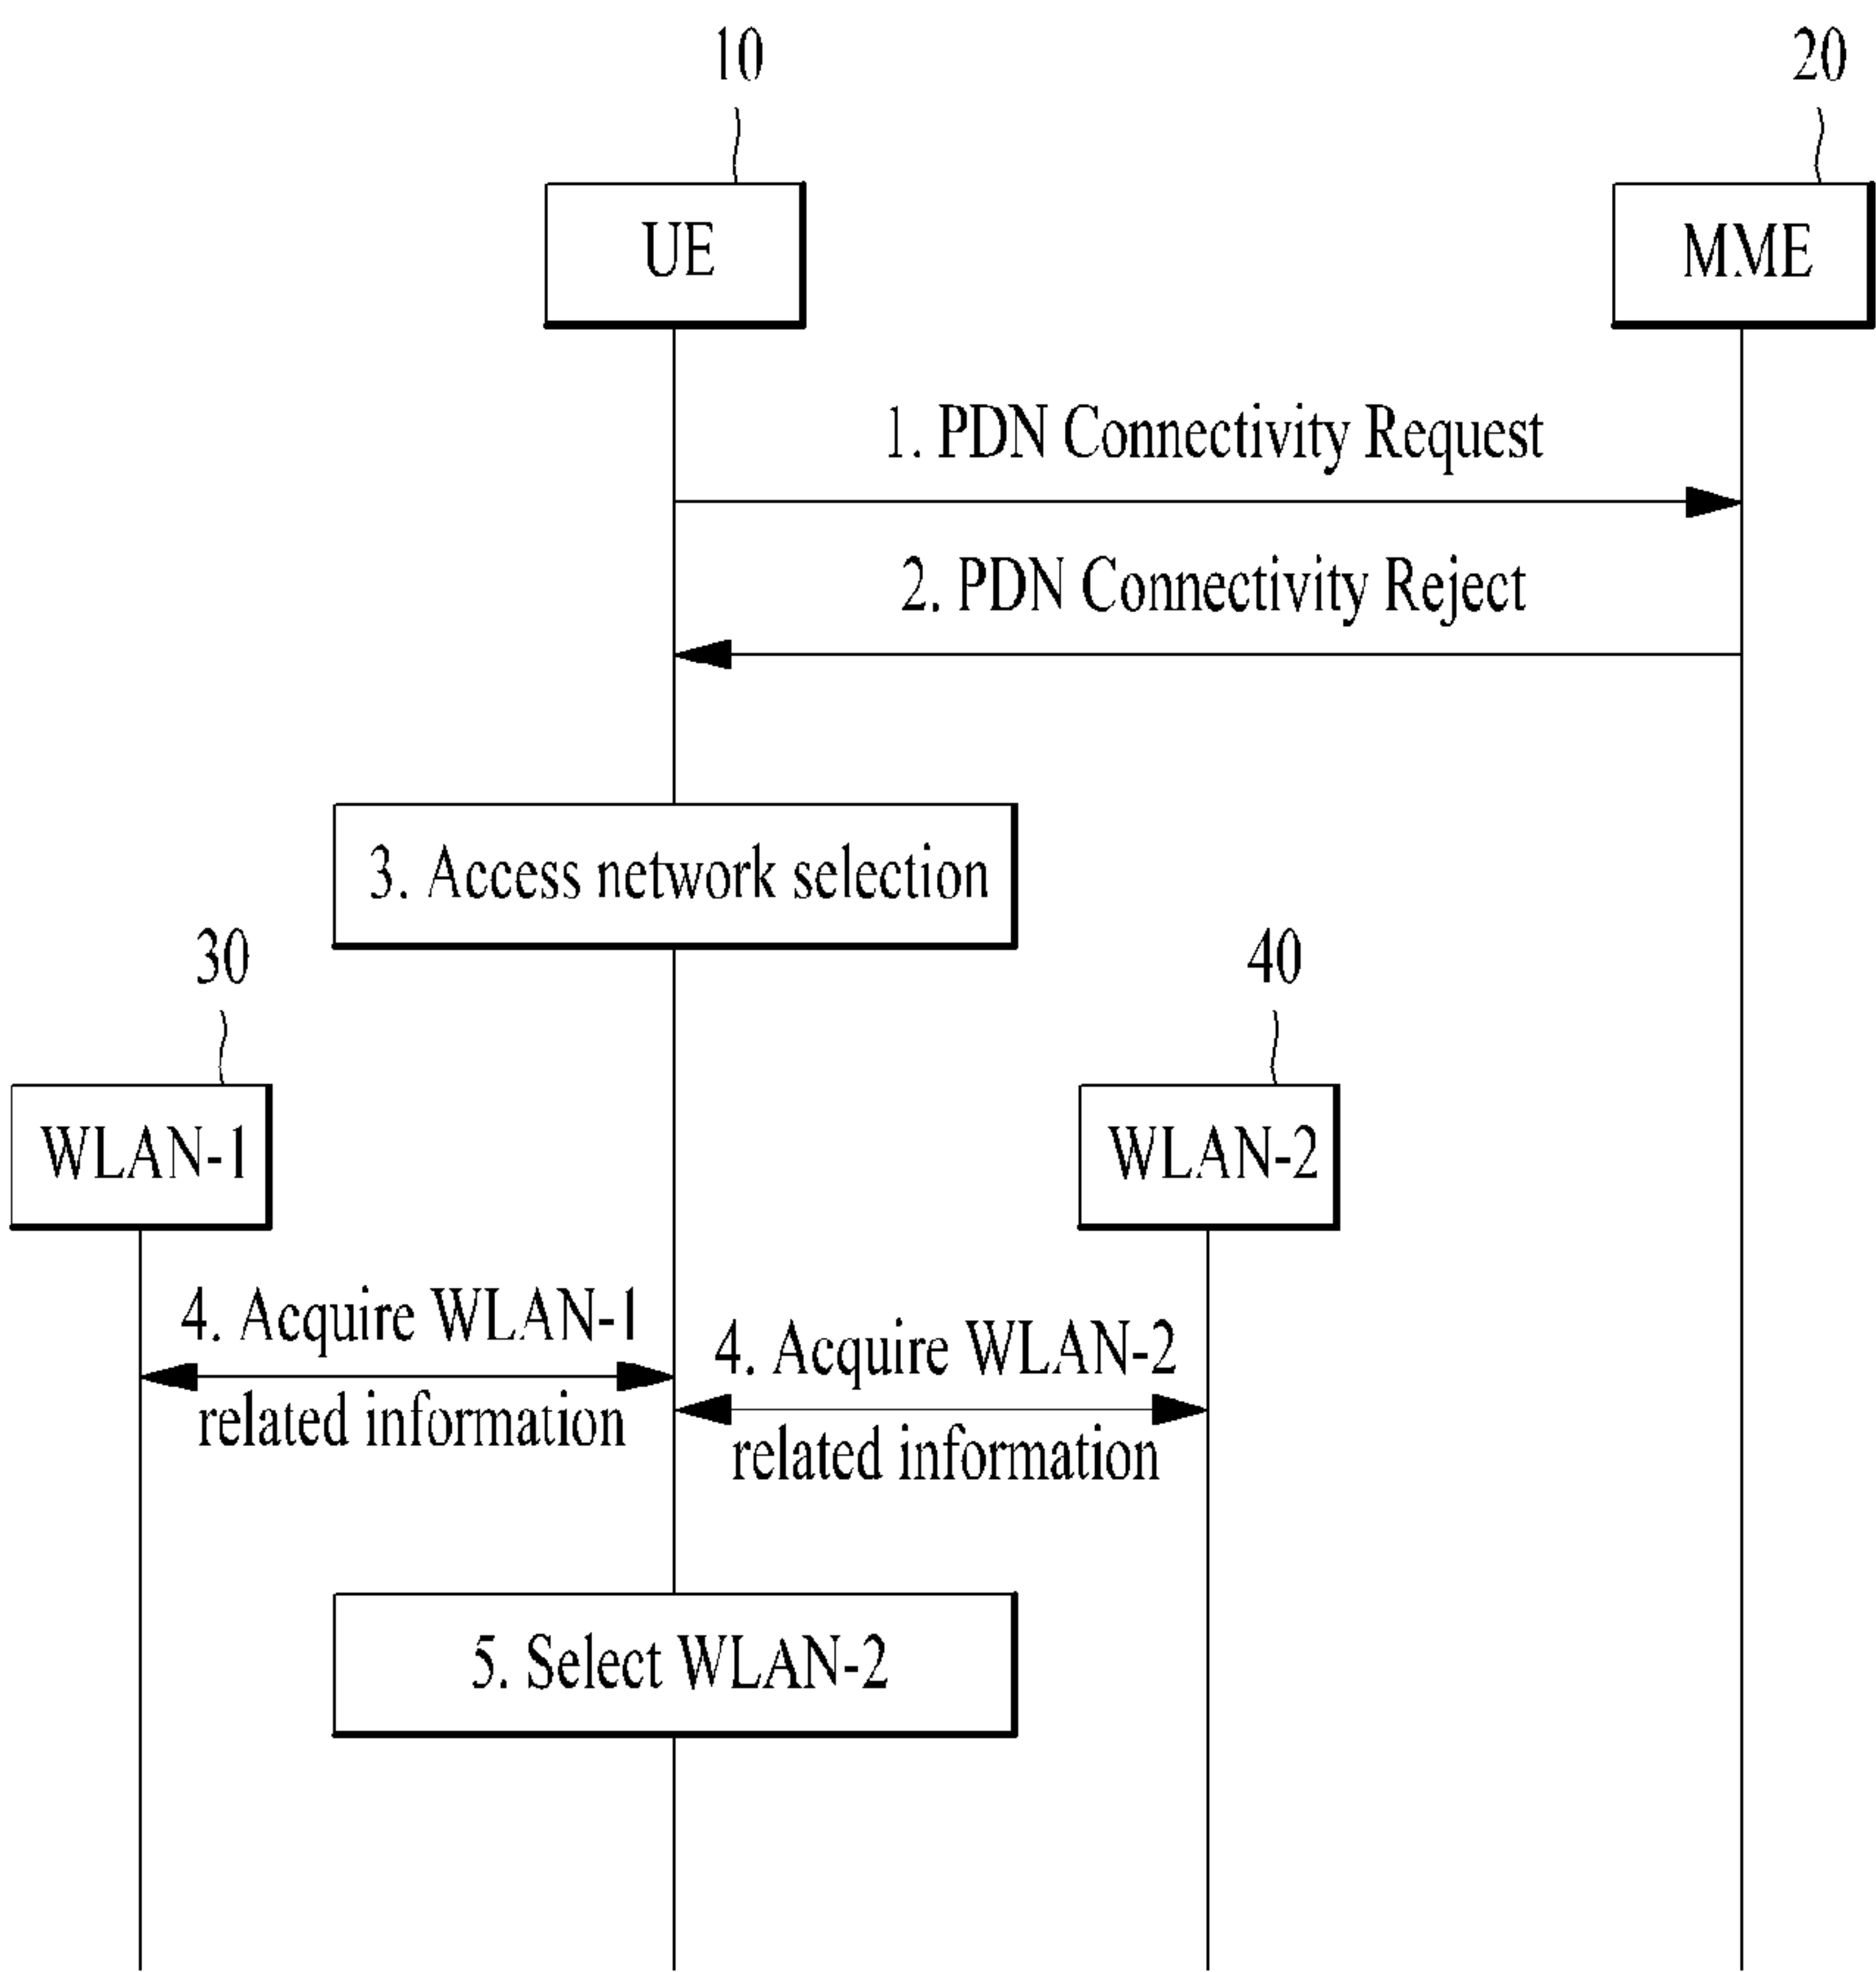 10
20
UE
MME
1. PDN Connectivity Request
2. PDN Connectivity Reject
3. Access network selection
30
40
WLAN-1
WLAN-2
4. Acquire WLAN-1
related information
4. Acquire WLAN-2
related information
5. Select WLAN-2